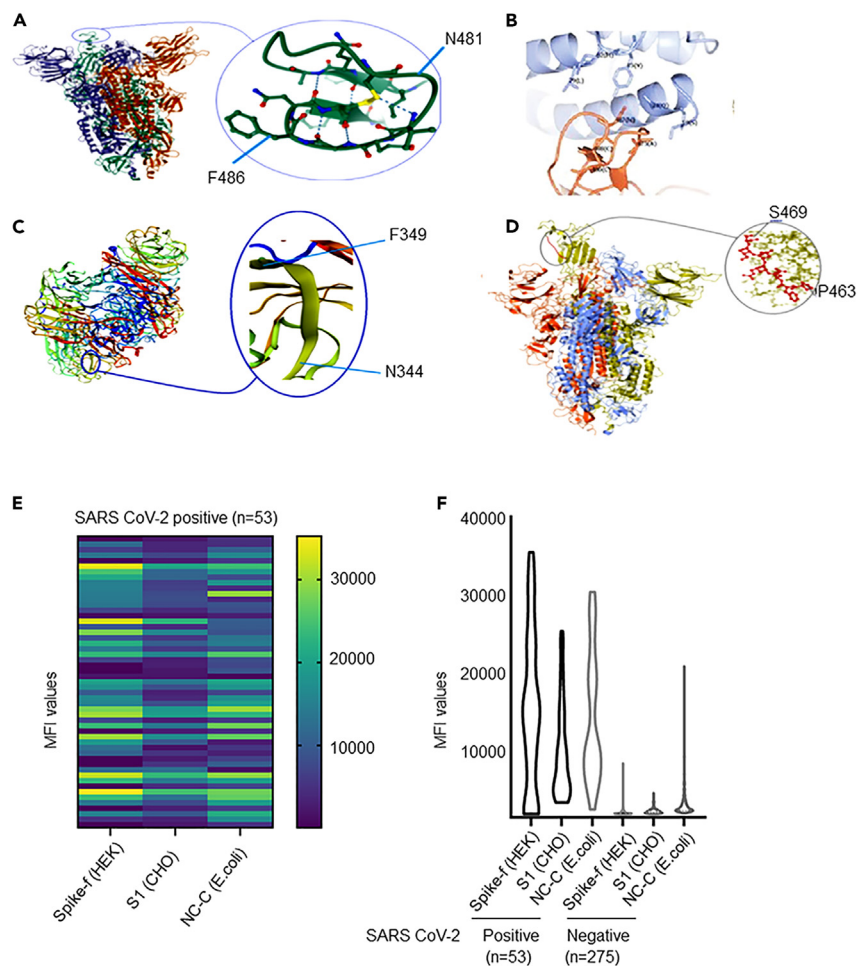 A
N481
F486
B
C
F349
N344
D
S469
P463
E
SARS CoV-2 positive (n=53)
MFI values
30000
20000
10000
Spike-f (HEK)
S1 (CHO)
NC-C (E.coli)
F
40000
30000
20000
10000
MFI values
Spike-f (HEK)
S1 (CHO)
NC-C (E.coli)
Spike-f (HEK)
S1 (CHO)
NC-C (E.coli)
SARS CoV-2 Positive Negative
(n=53) (n=275)